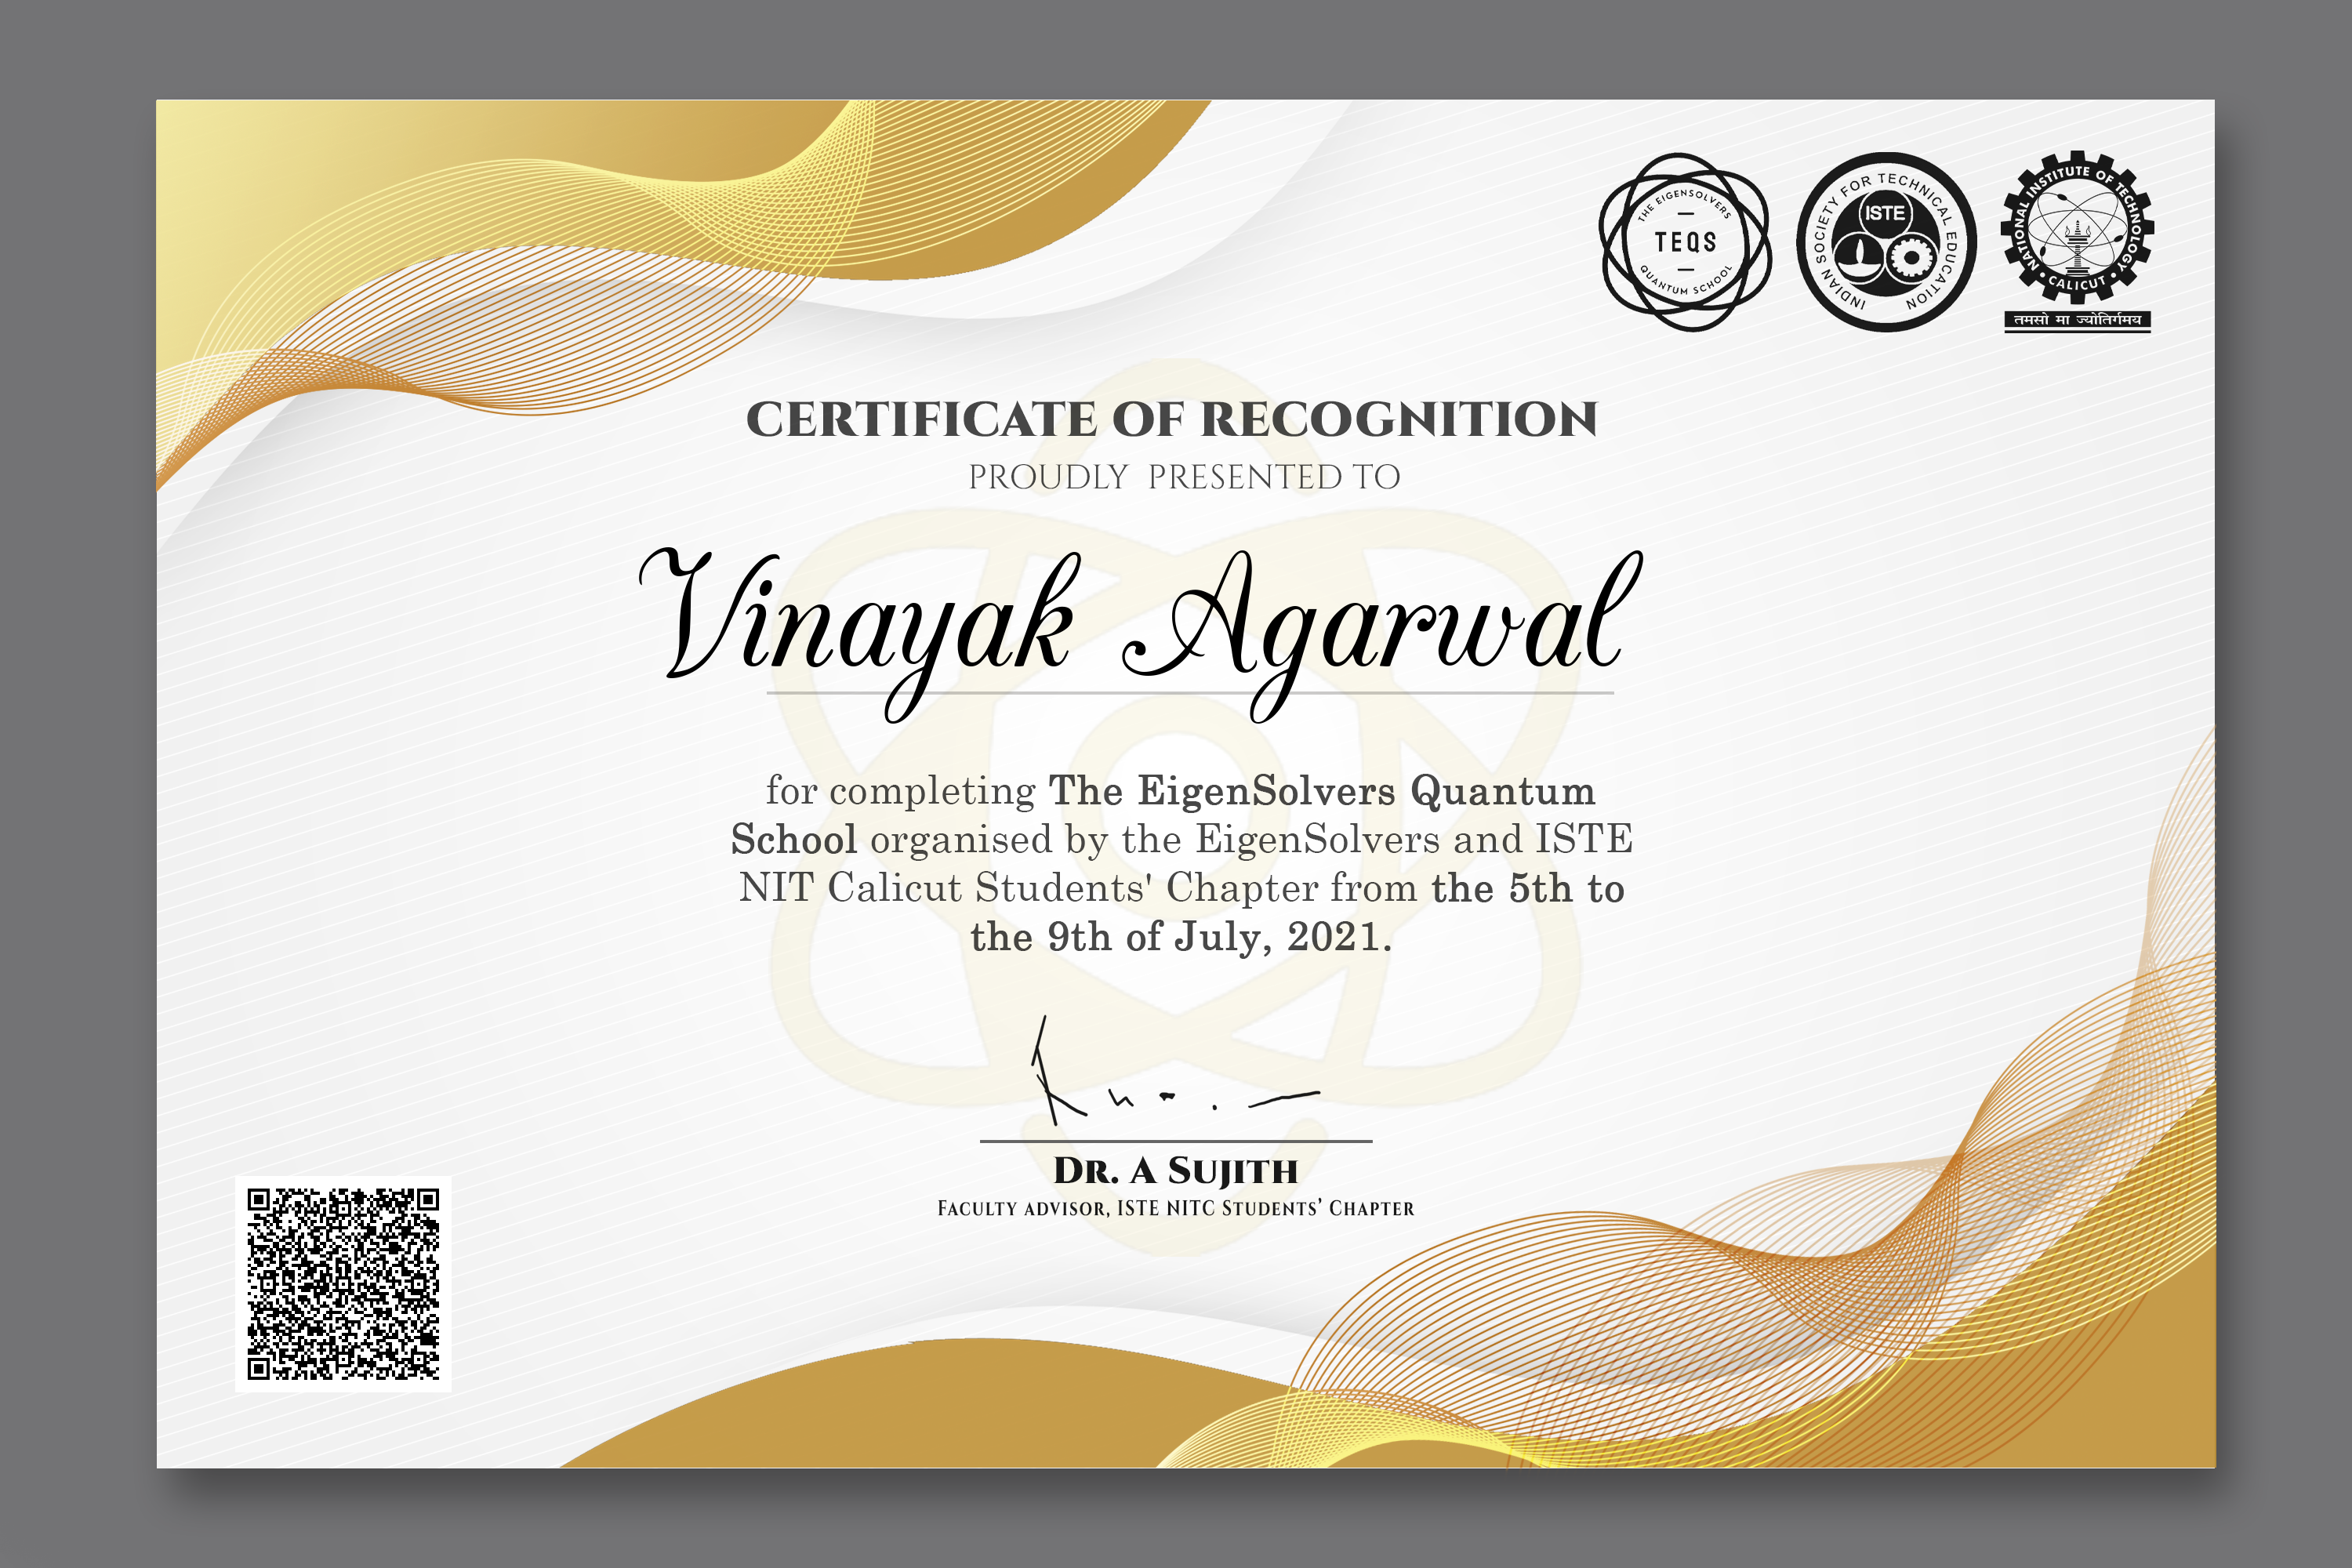 THE EIGENSOLVERS
TEQS
QUANTUM SCHOOL
INDIAN SOCIETY FOR TECHNICAL EDUCATION
ISTE
NATIONAL INSTITUTE OF TECHNOLOGY
CALICUT
तमसो मा ज्योतिर्गमय
CERTIFICATE OF RECOGNITION
PROUDLY PRESENTED TO
Vinayak Agarwal
for completing The EigenSolvers Quantum
School organised by the EigenSolvers and ISTE
NIT Calicut Students' Chapter from the 5th to
the 9th of July, 2021.
DR. A SUJITH
FACULTY ADVISOR, ISTE NITC STUDENTS’ CHAPTER